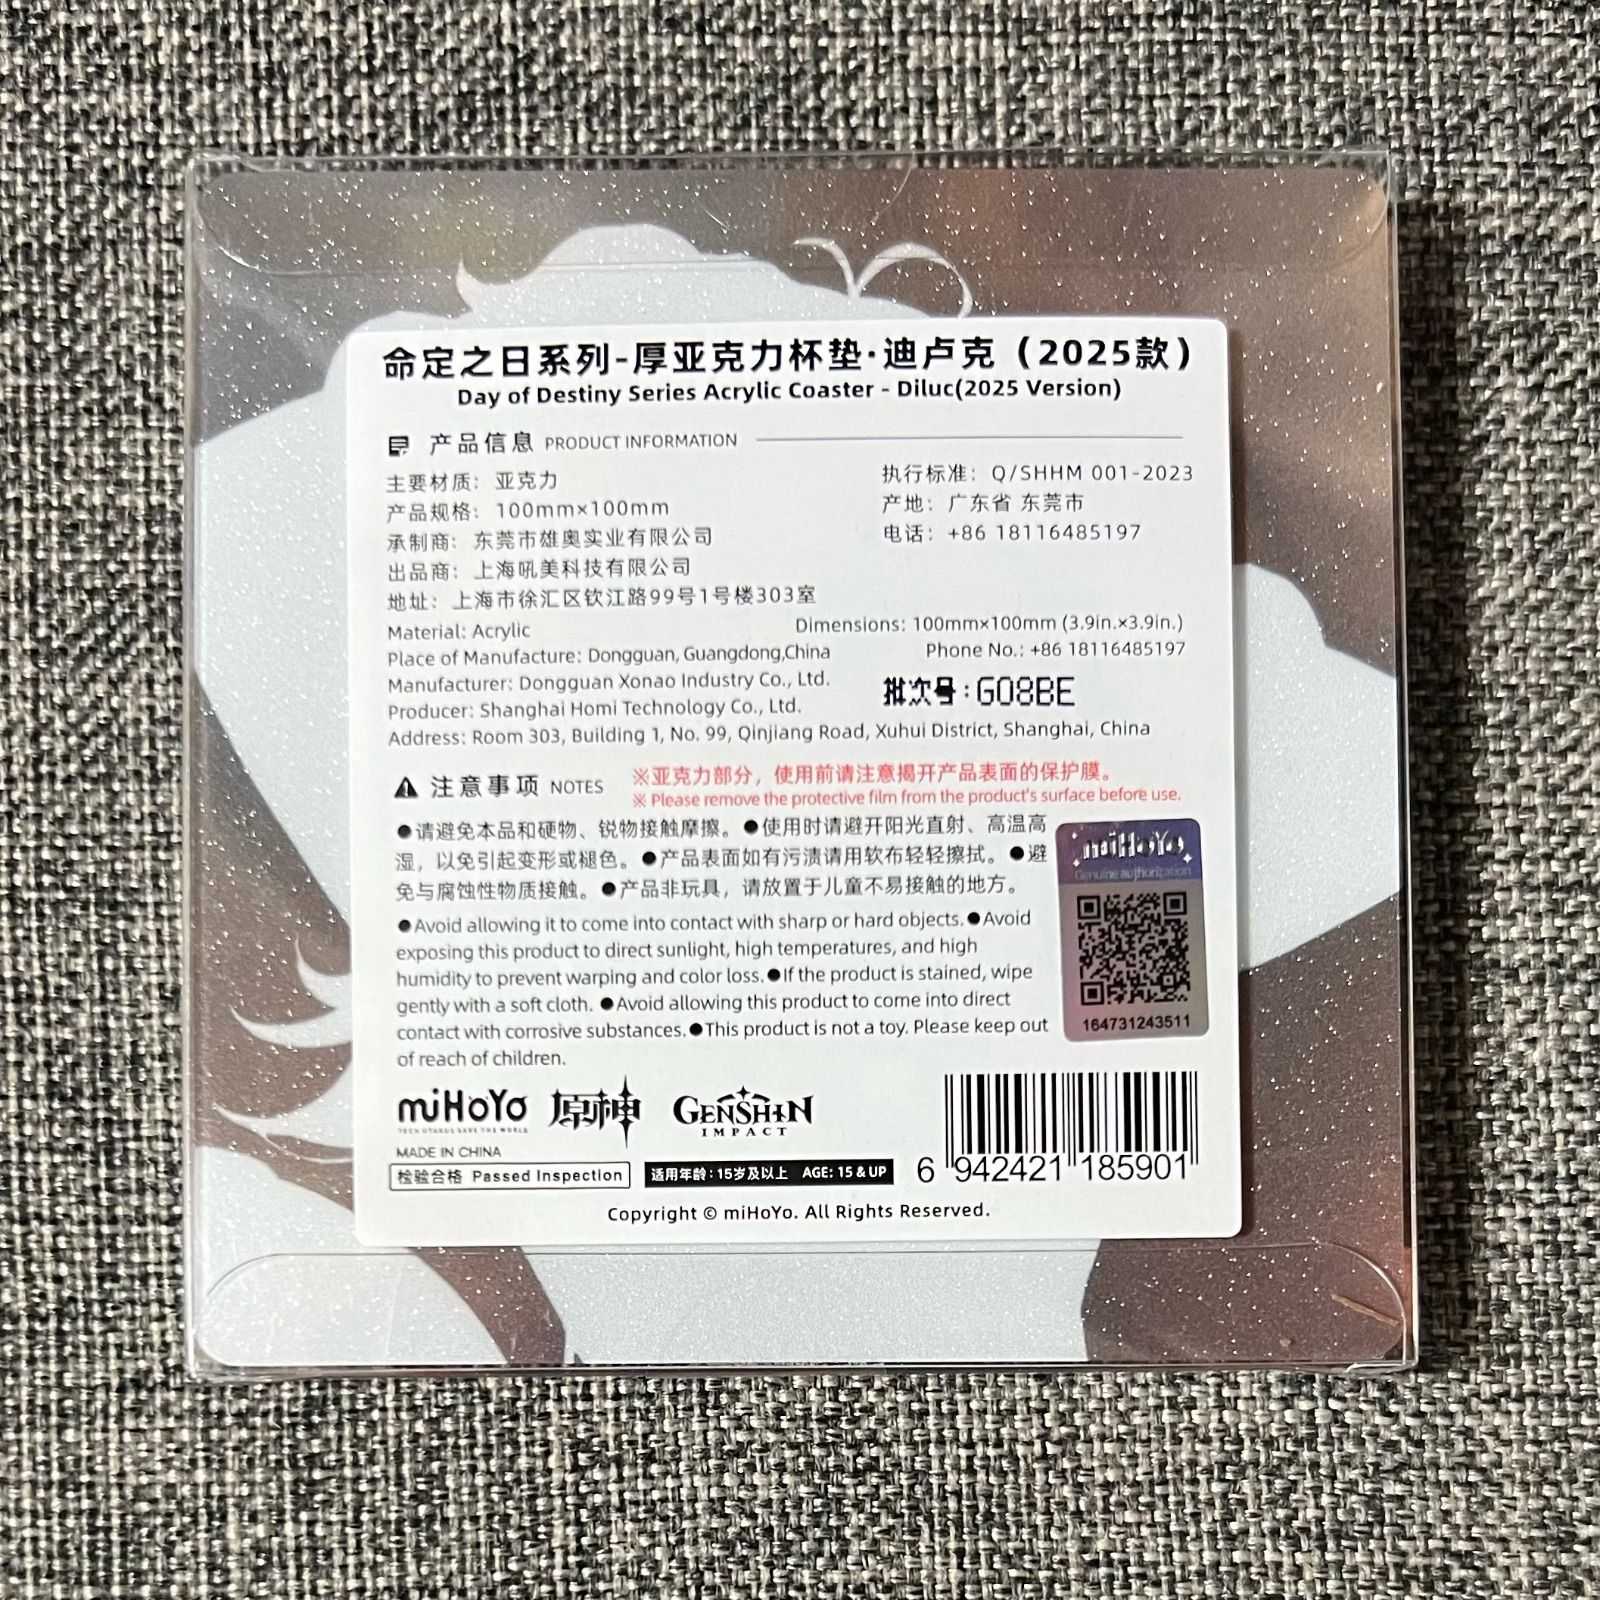 命定之日系列-厚亚克力杯垫·迪卢克（2025款）
Day of Destiny Series Acrylic Coaster - Diluc(2025 Version)
产品信息 PRODUCT INFORMATION
主要材质：亚克力
产品规格：100mm×100mm
承制商：东莞市雄奥实业有限公司
出品商：上海吼美科技有限公司
地址：上海市徐汇区钦江路99号1号楼303室
执行标准：Q/SHHM 001-2023
产地：广东省 东莞市
电话：+86 18116485197
Material: Acrylic
Dimensions: 100mm×100mm (3.9in.×3.9in.)
Place of Manufacture: Dongguan, Guangdong,China
Phone No.: +86 18116485197
Manufacturer: Dongguan Xonao Industry Co., Ltd.
批次号:G08BE
Producer: Shanghai Homi Technology Co., Ltd.
Address: Room 303, Building 1, No. 99, Qinjiang Road, Xuhui District, Shanghai, China
注意事项 NOTES
※亚克力部分，使用前请注意揭开产品表面的保护膜。
※ Please remove the protective film from the product's surface before use.
●请避免本品和硬物、锐物接触摩擦。●使用时请避开阳光直射、高温高
湿，以免引起变形或褪色。●产品表面如有污渍请用软布轻轻擦拭。●避
免与腐蚀性物质接触。●产品非玩具，请放置于儿童不易接触的地方。
●Avoid allowing it to come into contact with sharp or hard objects.●Avoid
exposing this product to direct sunlight, high temperatures, and high
humidity to prevent warping and color loss.●If the product is stained, wipe
gently with a soft cloth. ●Avoid allowing this product to come into direct
contact with corrosive substances.●This product is not a toy. Please keep out
of reach of children.
miHoYo
Genuine authorization
164731243511
miHoYo
TECH OTAKUS SAVE THE WORLD
原神
GENSHIN
IMPACT
MADE IN CHINA
检验合格 Passed Inspection
适用年龄：15岁及以上 AGE: 15 & UP
6 942421 185901
Copyright © miHoYo. All Rights Reserved.